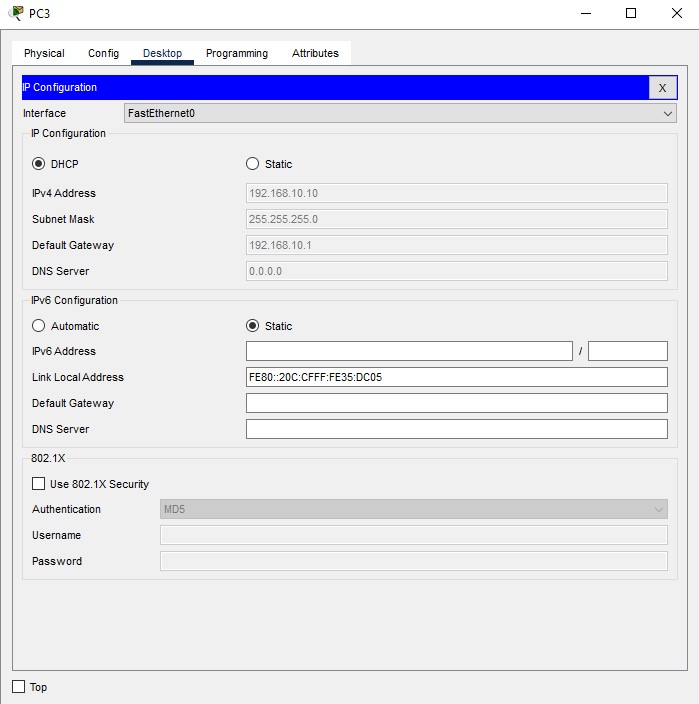 PC3
Physical Config Desktop Programming Attributes
IP Configuration X
Interface FastEthernet0
IP Configuration
DHCP Static
IPv4 Address 192.168.10.10
Subnet Mask 255.255.255.0
Default Gateway 192.168.10.1
DNS Server 0.0.0.0
IPv6 Configuration
Automatic Static
IPv6 Address /
Link Local Address FE80::20C:CFFF:FE35:DC05
Default Gateway
DNS Server
802.1X
Use 802.1X Security
Authentication MD5
Username
Password
Top